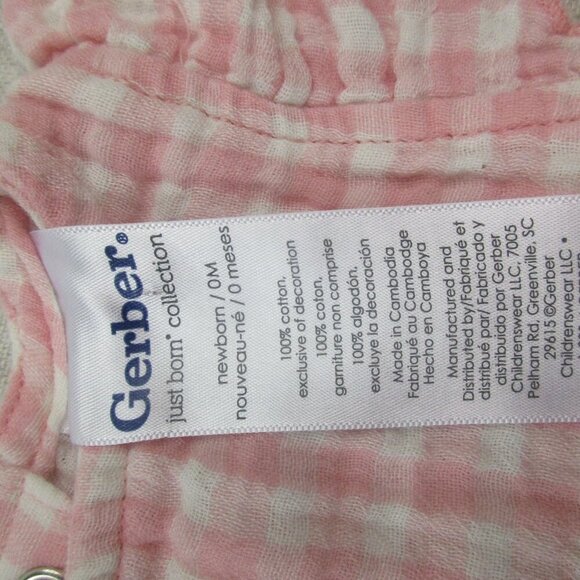 Gerber®
just born® collection
newborn / 0M
nouveau-né / 0 meses
100% cotton.
exclusive of decoration
100% coton.
garniture non comprise
100% algodón.
excluye la decoración
Made in Cambodia
Fabriqué au Cambodge
Hecho en Camboya
Manufactured and
Distributed by/Fabriqué et
distribué par/ Fabricado y
distribuido por Gerber
Childrenswear LLC, 7005
Pelham Rd, Greenville, SC
29615 ©Gerber
Childrenswear LLC •